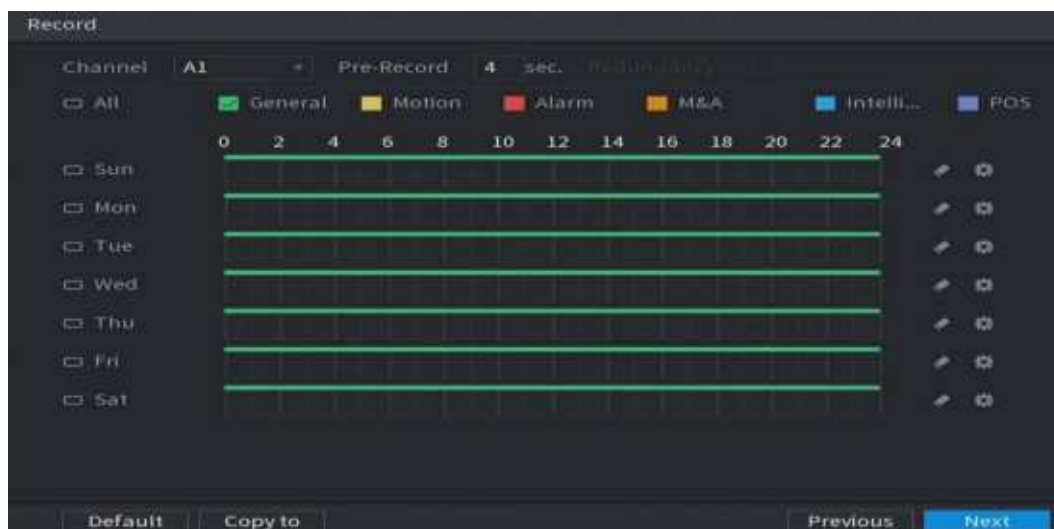 Record
Channel A1 Pre-Record 4 sec. Redundancy
All General Motion Alarm M&A Intelli... POS
0 2 4 6 8 10 12 14 16 18 20 22 24
Sun
Mon
Tue
Wed
Thu
Fri
Sat
Default Copy to Previous Next